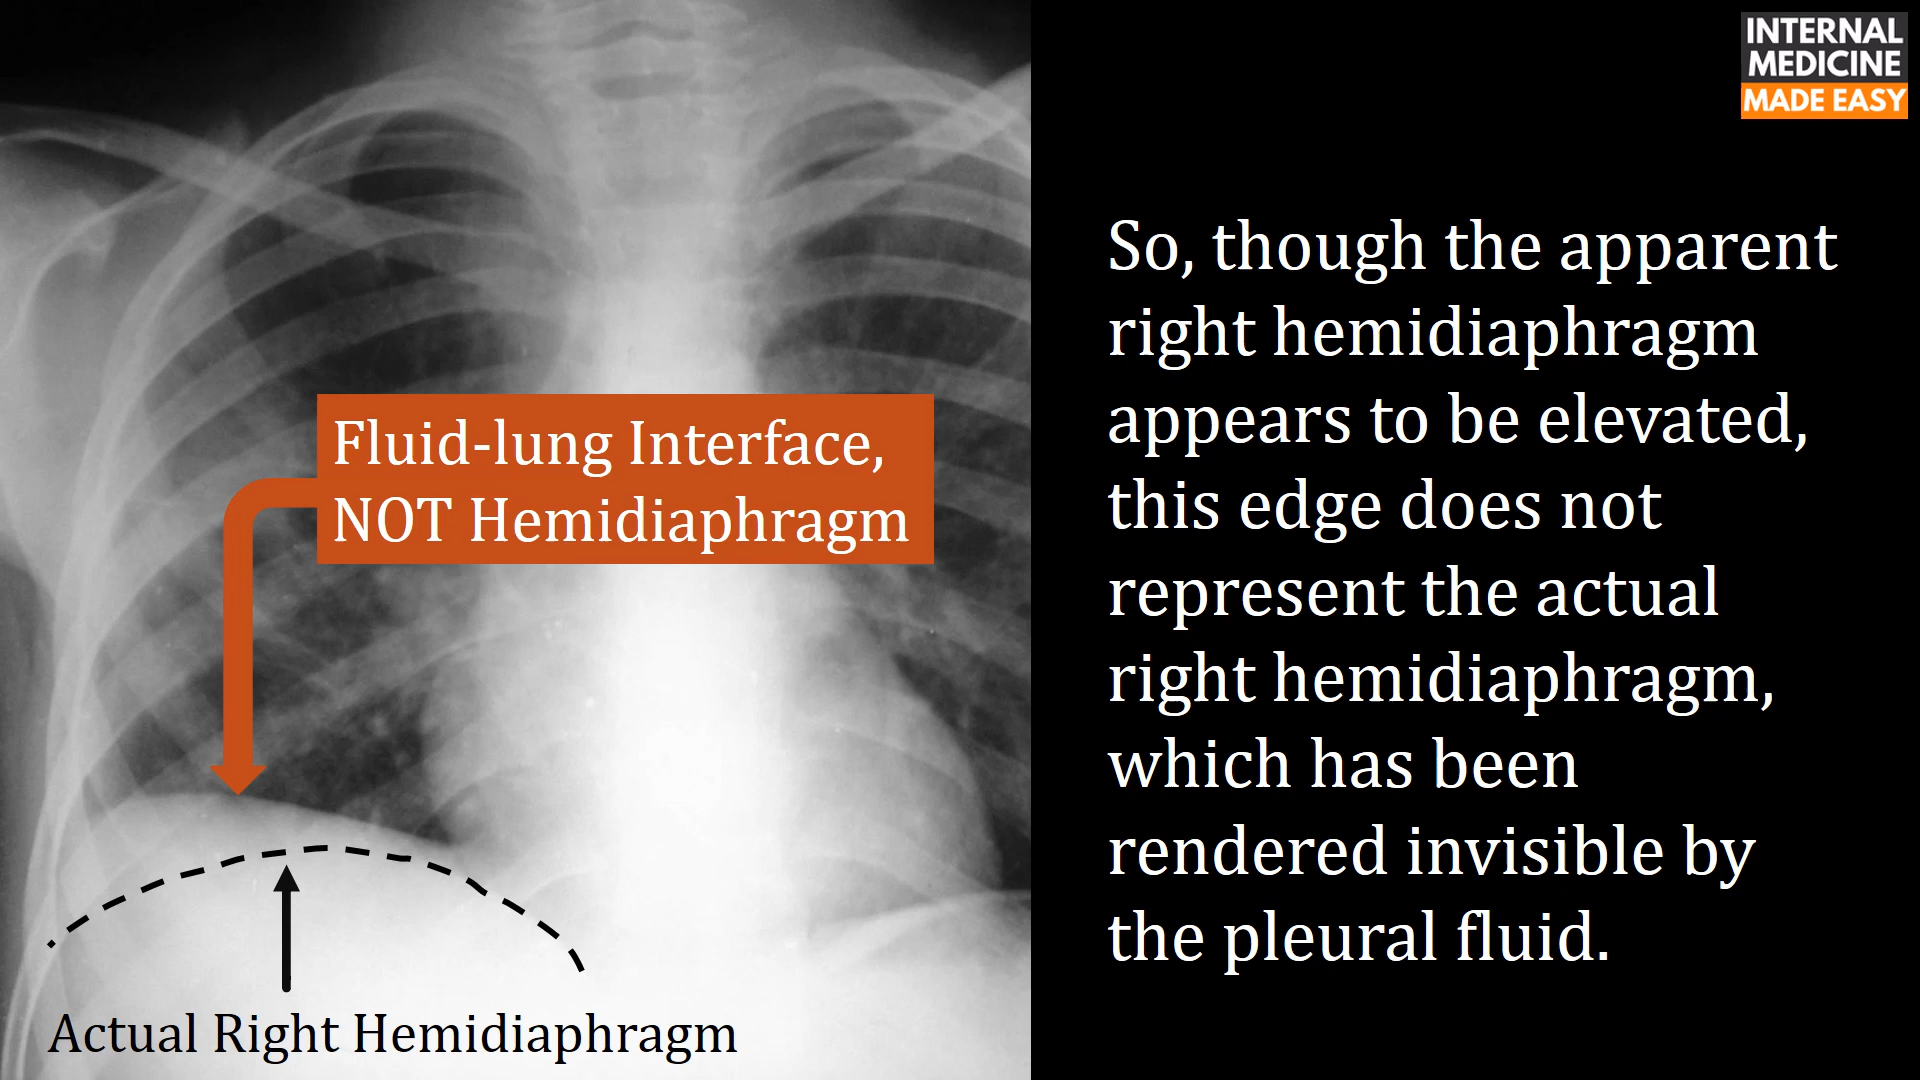 INTERNAL
MEDICINE
MADE EASY
Fluid-lung Interface,
NOT Hemidiaphragm
Actual Right Hemidiaphragm
So, though the apparent
right hemidiaphragm
appears to be elevated,
this edge does not
represent the actual
right hemidiaphragm,
which has been
rendered invisible by
the pleural fluid.